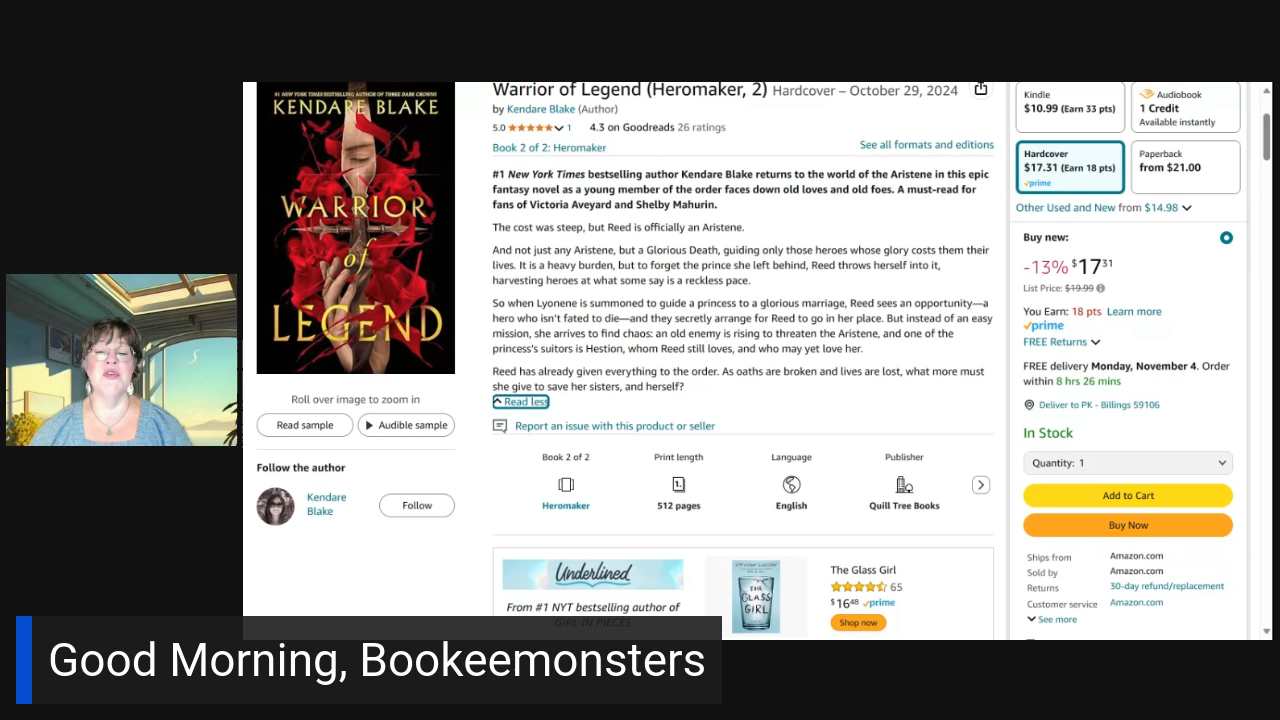 #1 NEW YORK TIMES BESTSELLING AUTHOR OF THREE DARK CROWNS
KENDARE BLAKE
WARRIOR
of
LEGEND
Roll over image to zoom in
Read sample
Audible sample
Follow the author
Kendare
Blake
Follow
Warrior of Legend (Heromaker, 2) Hardcover – October 29, 2024
by Kendare Blake (Author)
5.0 1 4.3 on Goodreads 26 ratings
Book 2 of 2: Heromaker
See all formats and editions
#1 New York Times bestselling author Kendare Blake returns to the world of the Aristene in this epic
fantasy novel as a young member of the order faces down old loves and old foes. A must-read for
fans of Victoria Aveyard and Shelby Mahurin.
The cost was steep, but Reed is officially an Aristene.
And not just any Aristene, but a Glorious Death, guiding only those heroes whose glory costs them their
lives. It is a heavy burden, but to forget the prince she left behind, Reed throws herself into it,
harvesting heroes at what some say is a reckless pace.
So when Lyonene is summoned to guide a princess to a glorious marriage, Reed sees an opportunity—a
hero who isn't fated to die—and they secretly arrange for Reed to go in her place. But instead of an easy
mission, she arrives to find chaos: an old enemy is rising to threaten the Aristene, and one of the
princess's suitors is Hestion, whom Reed still loves, and who may yet love her.
Reed has already given everything to the order. As oaths are broken and lives are lost, what more must
she give to save her sisters, and herself?
Read less
Report an issue with this product or seller
Book 2 of 2
Heromaker
Print length
512 pages
Language
English
Publisher
Quill Tree Books
Underlined
From #1 NYT bestselling author of
GIRL IN PIECES
THE
GLASS
GIRL
The Glass Girl
65
$1648 prime
Shop now
Kindle
$10.99 (Earn 33 pts)
Audiobook
1 Credit
Available instantly
Hardcover
$17.31 (Earn 18 pts)
prime
Paperback
from $21.00
Other Used and New from $14.98
Buy new:
-13% $1731
List Price: $19.99
You Earn: 18 pts Learn more
prime
FREE Returns
FREE delivery Monday, November 4. Order
within 8 hrs 26 mins
Deliver to PK - Billings 59106
In Stock
Quantity: 1
Add to Cart
Buy Now
Ships from Amazon.com
Sold by Amazon.com
Returns 30-day refund/replacement
Customer service Amazon.com
See more
Good Morning, Bookeemonsters